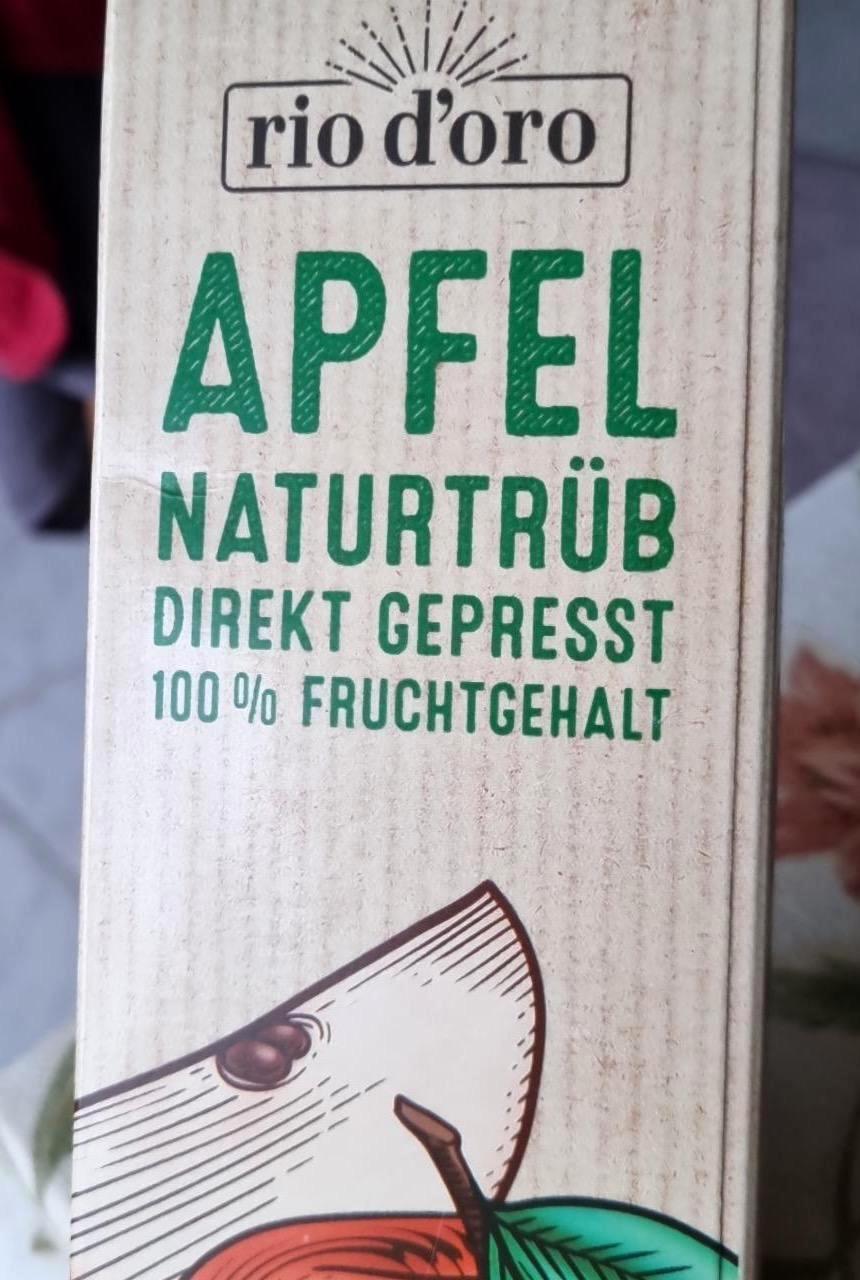 rio d'oro
APFEL
NATURTRÜB
DIREKT GEPRESST
100 % FRUCHTGEHALT